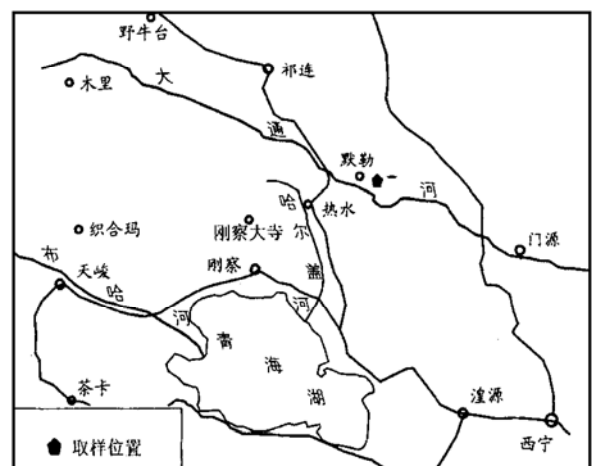 野牛台
祁连
木里
大
通
河
默勒
热水
哈
尔
盖
河
织合玛
刚察大寺
刚察
门源
布
哈
河
天峻
青
海
湖
茶卡
湟源
西宁
取样位置